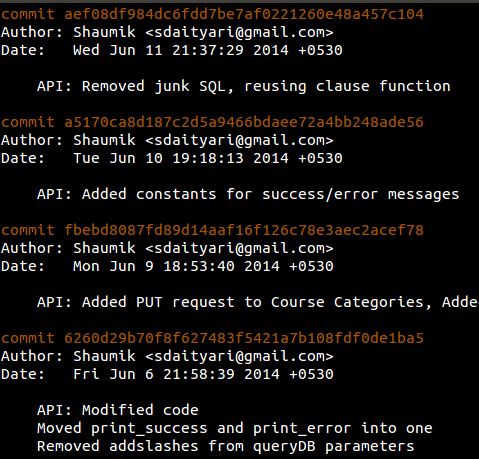 commit aef08df984dc6fdd7be7af0221260e48a457c104
Author: Shaumik <sdaityari@gmail.com>
Date:   Wed Jun 11 21:37:29 2014 +0530
API: Removed junk SQL, reusing clause function
commit a5170ca8d187c2d5a9466bdaee72a4bb248ade56
Author: Shaumik <sdaityari@gmail.com>
Date:   Tue Jun 10 19:18:13 2014 +0530
API: Added constants for success/error messages
commit fbebd8087fd89d14aaf16f126c78e3aec2acef78
Author: Shaumik <sdaityari@gmail.com>
Date:   Mon Jun 9 18:53:40 2014 +0530
API: Added PUT request to Course Categories, Adde
commit 6260d29b70f8f627483f5421a7b108fdf0de1ba5
Author: Shaumik <sdaityari@gmail.com>
Date:   Fri Jun 6 21:58:39 2014 +0530
API: Modified code
Moved print_success and print_error into one
Removed addslashes from queryDB parameters